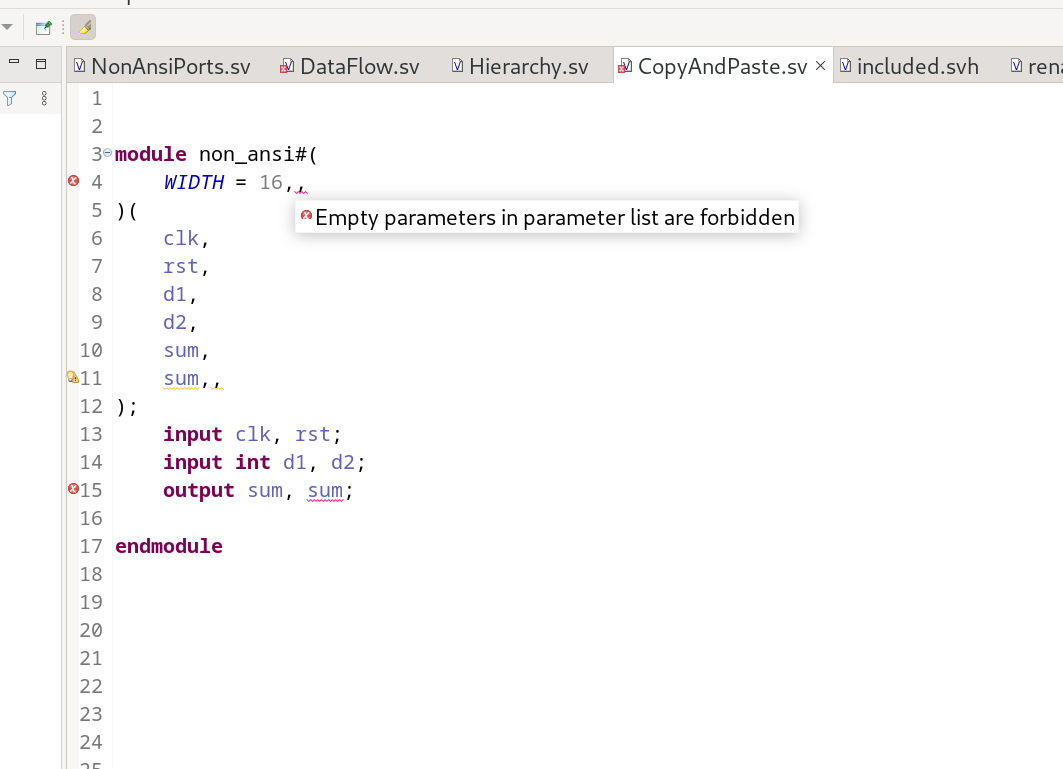 NonAnsiPorts.sv DataFlow.sv Hierarchy.sv CopyAndPaste.sv × included.svh rena
1
2
3 module non_ansi#(
4 WIDTH = 16,,
5 )(
Empty parameters in parameter list are forbidden
6 clk,
7 rst,
8 d1,
9 d2,
10 sum,
11 sum,,
12 );
13 input clk, rst;
14 input int d1, d2;
15 output sum, sum;
16
17 endmodule
18
19
20
21
22
23
24
25